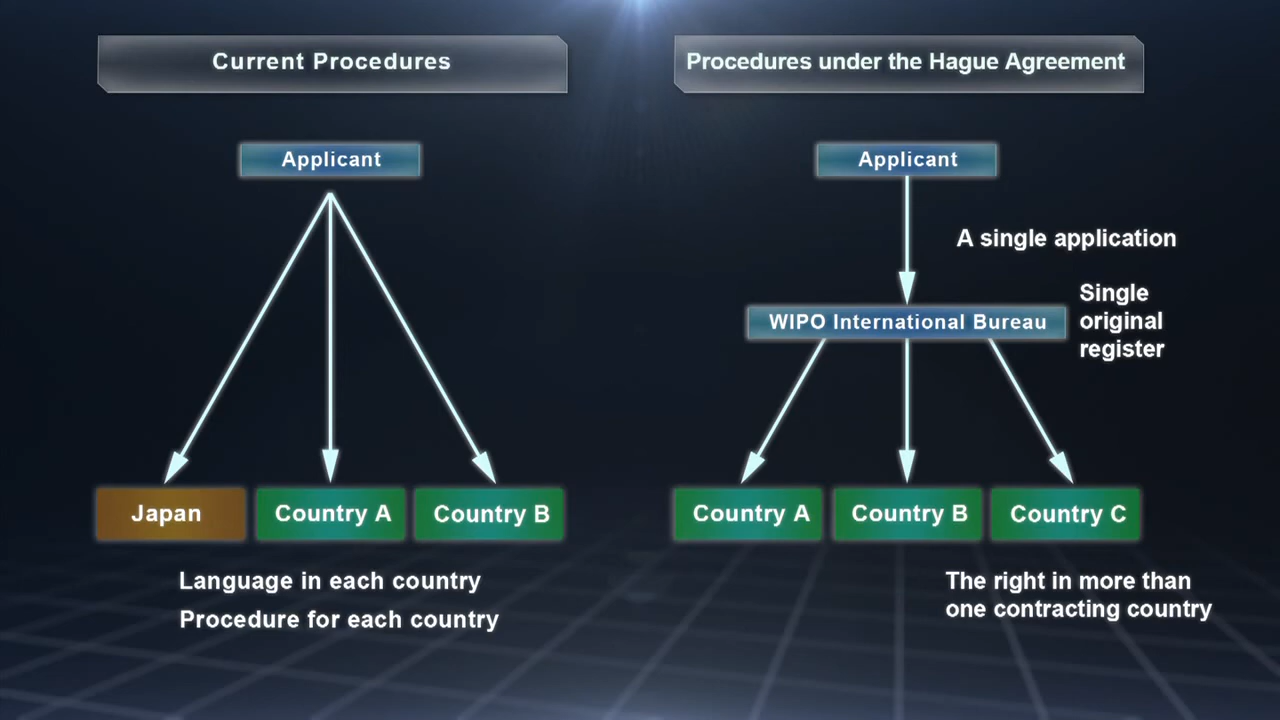 Current Procedures
Procedures under the Hague Agreement
Applicant
Applicant
A single application
WIPO International Bureau
Single
original
register
Japan
Country A
Country B
Country A
Country B
Country C
Language in each country
Procedure for each country
The right in more than
one contracting country